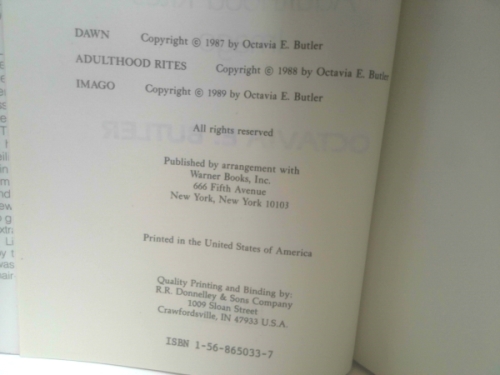 DAWN Copyright © 1987 by Octavia E. Butler
ADULTHOOD RITES Copyright © 1988 by Octavia E. Butler
IMAGO Copyright © 1989 by Octavia E. Butler
All rights reserved
Published by arrangement with
Warner Books, Inc.
666 Fifth Avenue
New York, New York 10103
Printed in the United States of America
Quality Printing and Binding by:
R.R. Donnelley & Sons Company
1009 Sloan Street
Crawfordsville, IN 47933 U.S.A.
ISBN 1-56-865033-7